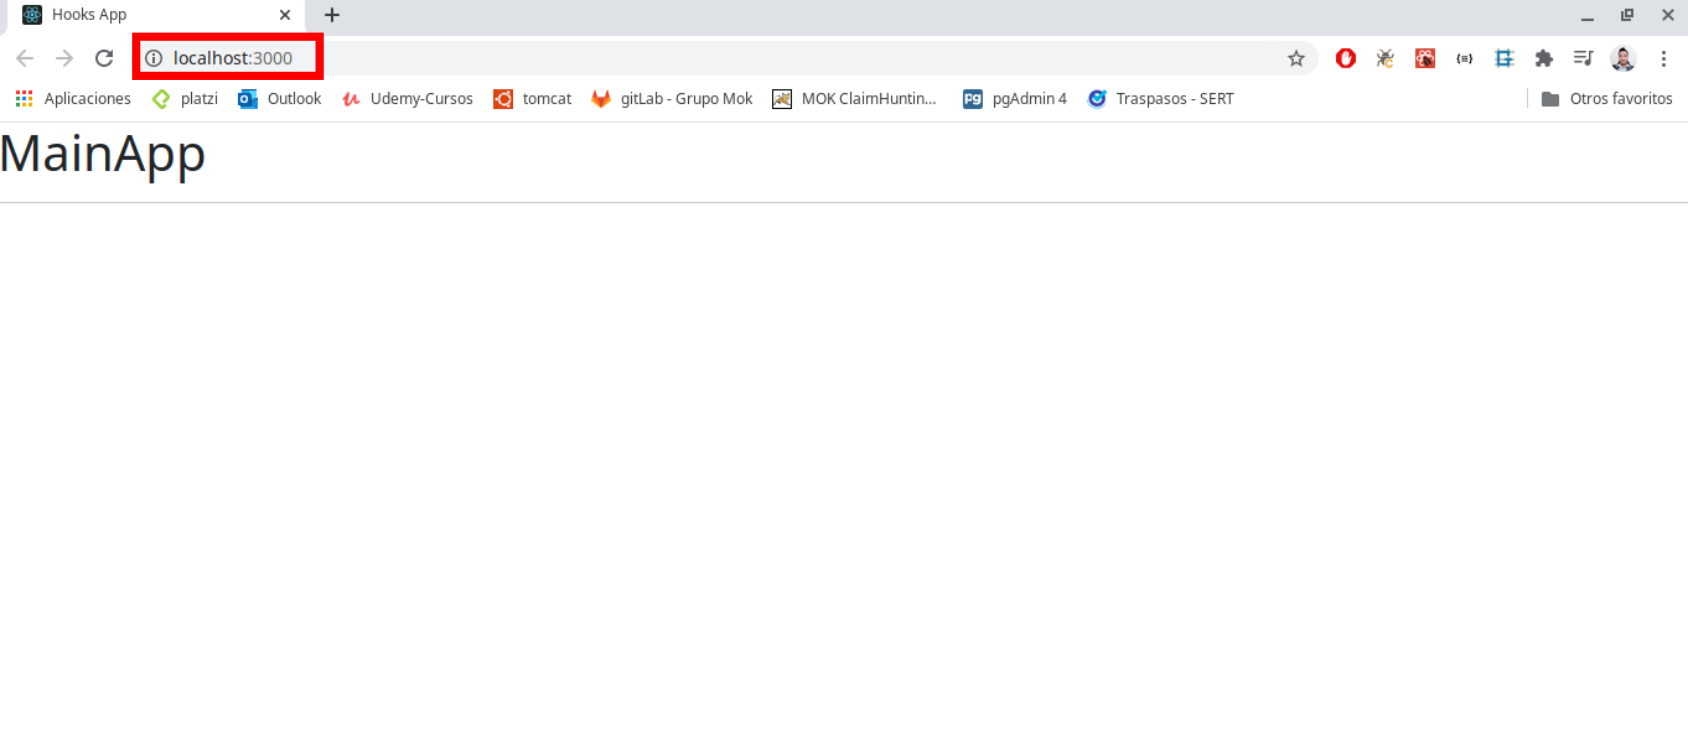 Hooks App
localhost:3000
Aplicaciones platzi Outlook Udemy-Cursos tomcat gitLab - Grupo Mok MOK ClaimHuntin... Pg pgAdmin 4 Traspasos - SERT Otros favoritos
MainApp